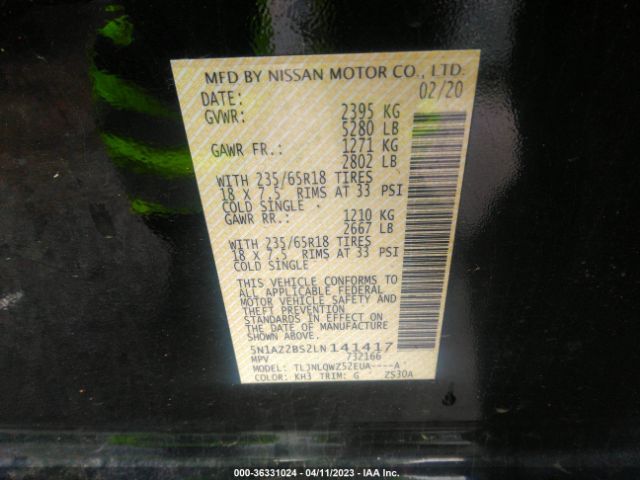 MFD BY NISSAN MOTOR CO., LTD.
DATE: 02/20
GVWR: 2395 KG
5280 LB
GAWR FR.: 1271 KG
2802 LB
WITH 235/65R18 TIRES
18 X 7.5 RIMS AT 33 PSI
COLD SINGLE
GAWR RR.: 1210 KG
2667 LB
WITH 235/65R18 TIRES
18 X 7.5 RIMS AT 33 PSI
COLD SINGLE
THIS VEHICLE CONFORMS TO
ALL APPLICABLE FEDERAL
MOTOR VEHICLE SAFETY AND
THEFT PREVENTION
STANDARDS IN EFFECT ON
THE DATE OF MANUFACTURE
SHOWN ABOVE.
5N1AZ2BS2LN141417
MPV 732166
MODEL: TLJNLQWZ52EUA----A
COLOR: KH3 TRIM: G ZS30A
000-36331024 - 04/11/2023 - IAA Inc.